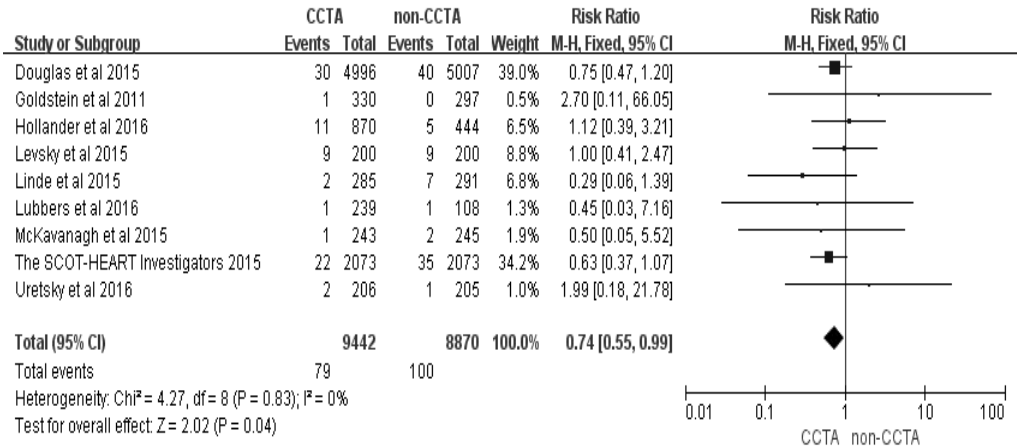 CCTA non-CCTA Risk Ratio Risk Ratio
Study or Subgroup Events Total Events Total Weight M-H, Fixed, 95% CI M-H, Fixed, 95% CI
Douglas et al 2015 30 4996 40 5007 39.0% 0.75 [0.47, 1.20]
Goldstein et al 2011 1 330 0 297 0.5% 2.70 [0.11, 66.05]
Hollander et al 2016 11 870 5 444 6.5% 1.12 [0.39, 3.21]
Levsky et al 2015 9 200 9 200 8.8% 1.00 [0.41, 2.47]
Linde et al 2015 2 285 7 291 6.8% 0.29 [0.06, 1.39]
Lubbers et al 2016 1 239 1 108 1.3% 0.45 [0.03, 7.16]
McKavanagh et al 2015 1 243 2 245 1.9% 0.50 [0.05, 5.52]
The SCOT-HEART Investigators 2015 22 2073 35 2073 34.2% 0.63 [0.37, 1.07]
Uretsky et al 2016 2 206 1 205 1.0% 1.99 [0.18, 21.78]
Total (95% CI) 9442 8870 100.0% 0.74 [0.55, 0.99]
Total events 79 100
Heterogeneity: Chi² = 4.27, df = 8 (P = 0.83); I² = 0%
Test for overall effect: Z = 2.02 (P = 0.04)
0.01 0.1 1 10 100
CCTA non-CCTA